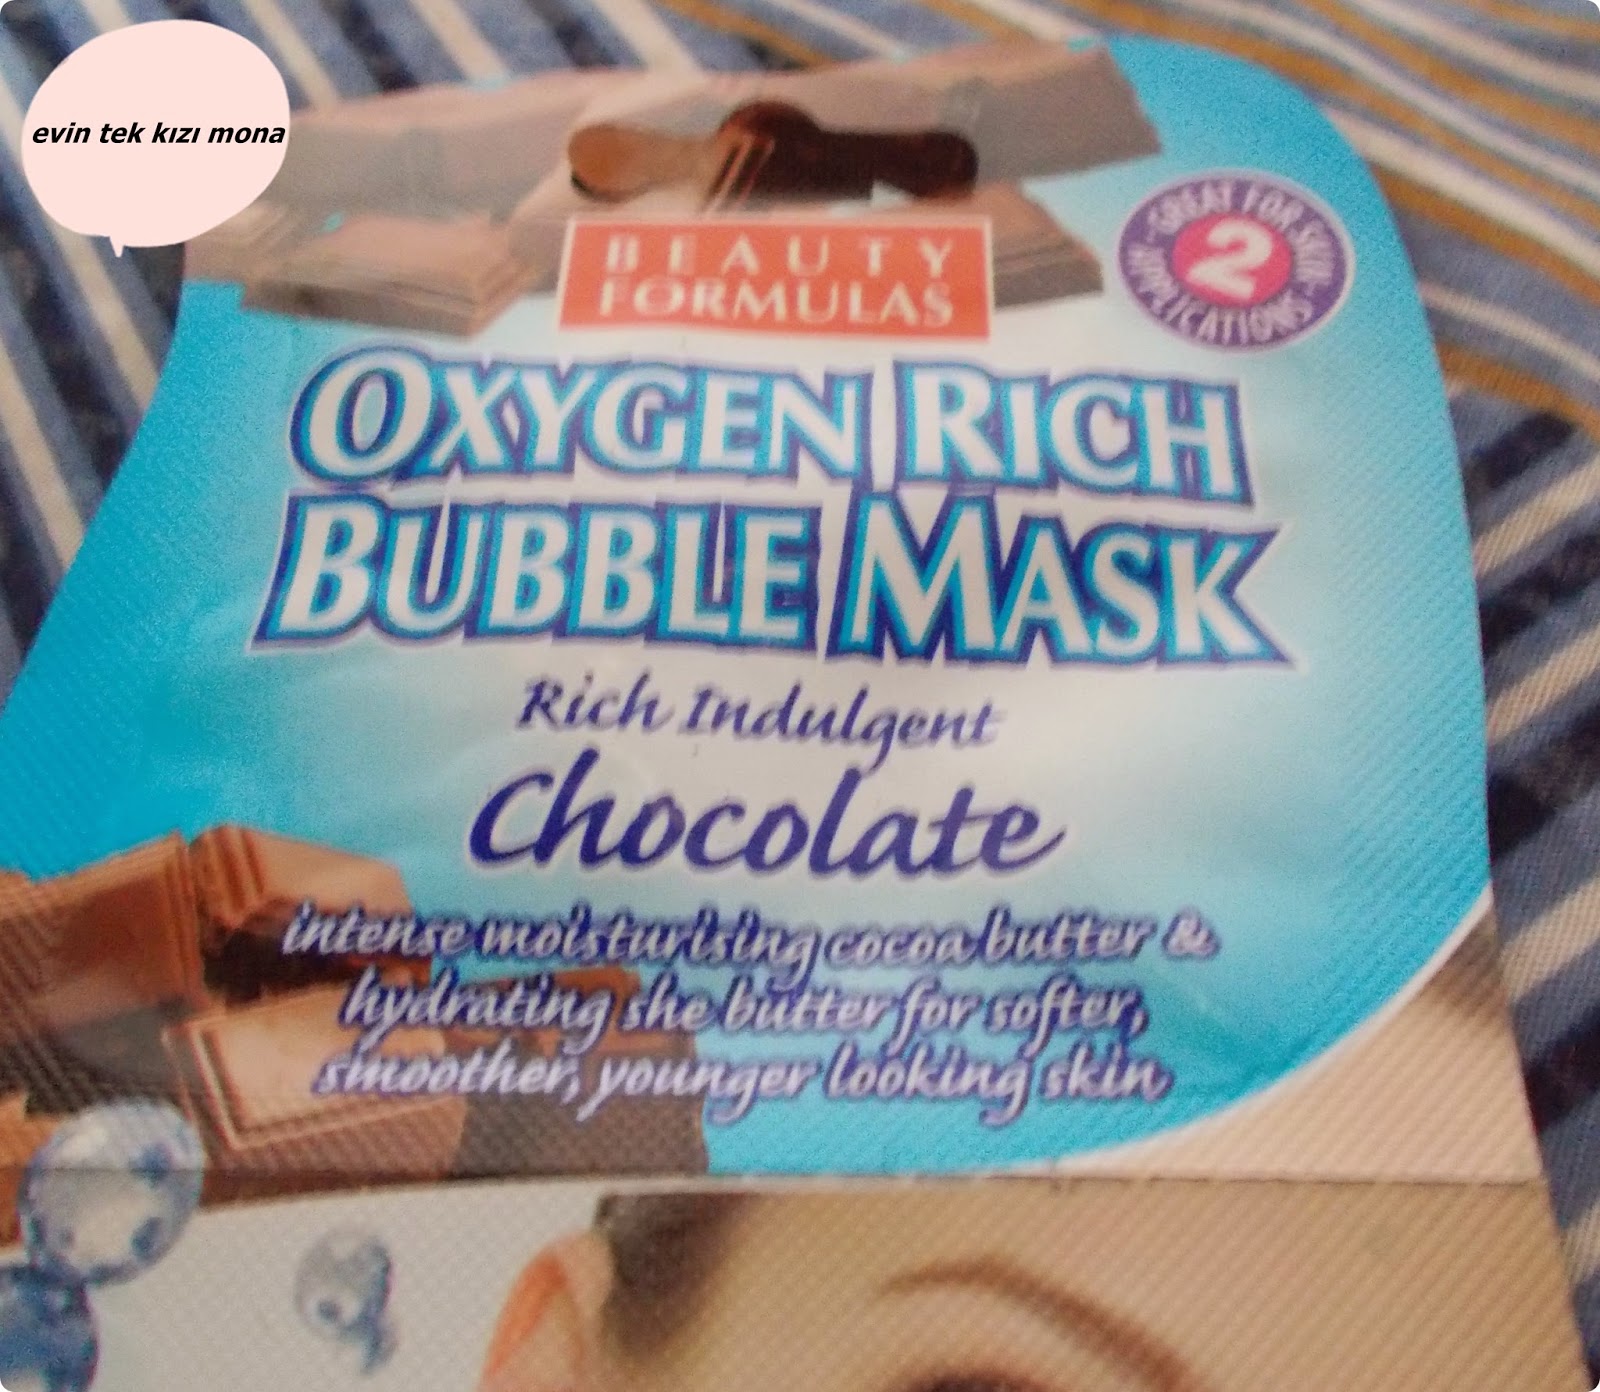 evin tek kızı mona
BEAUTY
FORMULAS
GREAT FOR SKIN
2
APPLICATIONS
OXYGEN RICH
BUBBLE MASK
Rich Indulgent
Chocolate
intense moisturising cocoa butter &
hydrating she butter for softer,
smoother, younger looking skin